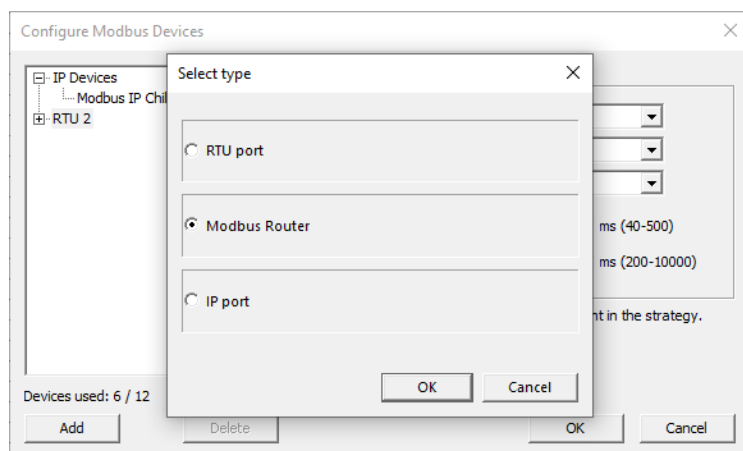 Configure Modbus Devices
Select type
IP Devices
Modbus IP Chil
RTU 2
RTU port
Modbus Router
ms (40-500)
ms (200-10000)
IP port
nt in the strategy.
OK Cancel
Devices used: 6 / 12
Add Delete OK Cancel